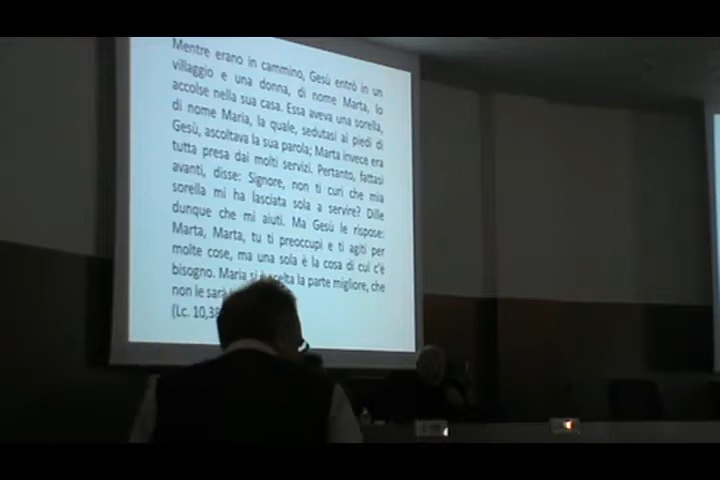 Mentre erano in cammino, Gesù entrò in un
villaggio e una donna, di nome Marta, lo
accolse nella sua casa. Essa aveva una sorella,
di nome Maria, la quale, sedutasi ai piedi di
Gesù, ascoltava la sua parola; Marta invece era
tutta presa dai molti servizi. Pertanto, fattasi
avanti, disse: Signore, non ti curi che mia
sorella mi ha lasciata sola a servire? Dille
dunque che mi aiuti. Ma Gesù le rispose:
Marta, Marta, tu ti preoccupi e ti agiti per
molte cose, ma una sola è la cosa di cui c'è
bisogno. Maria si è scelta la parte migliore, che
non le sarà
(Lc. 10,38